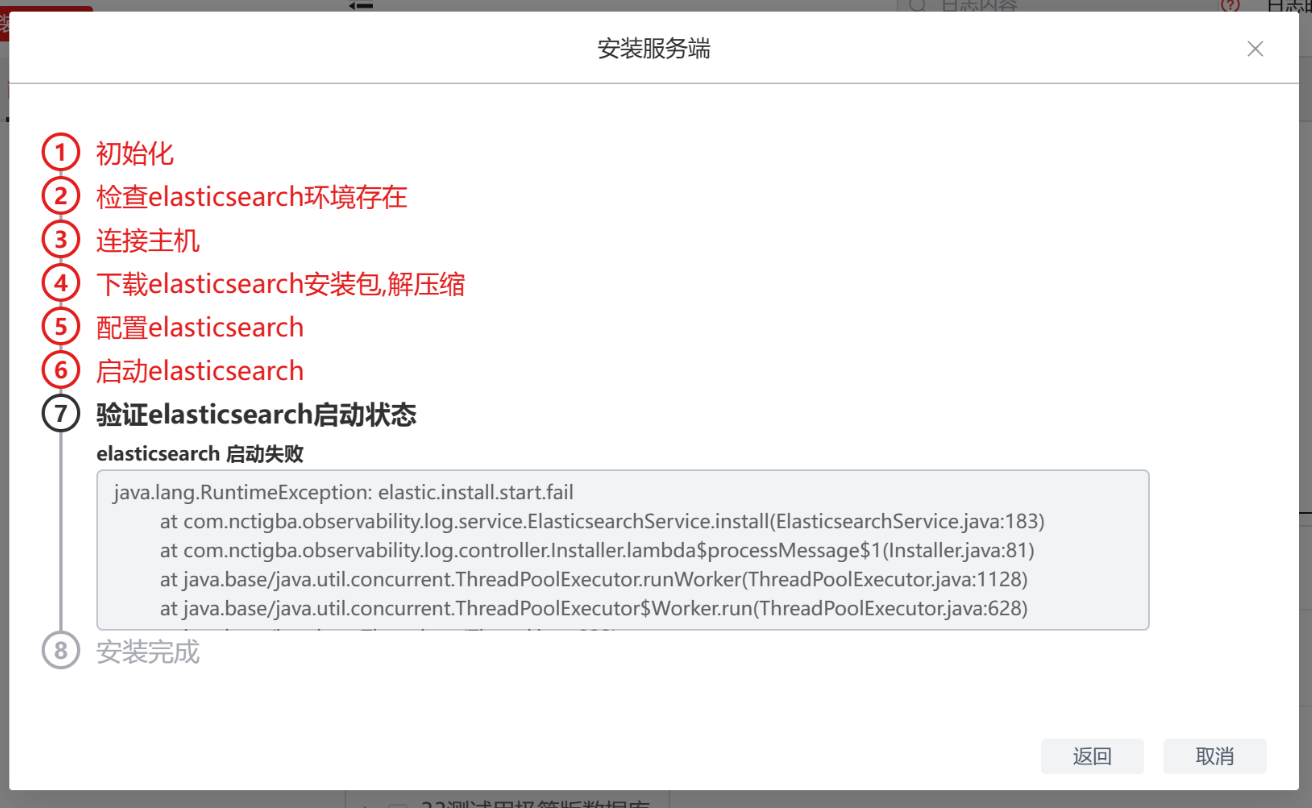 日志内容
安装服务端
1 初始化
2 检查elasticsearch环境存在
3 连接主机
4 下载elasticsearch安装包,解压缩
5 配置elasticsearch
6 启动elasticsearch
7 验证elasticsearch启动状态
elasticsearch 启动失败
java.lang.RuntimeException: elastic.install.start.fail
at com.nctigba.observability.log.service.ElasticsearchService.install(ElasticsearchService.java:183)
at com.nctigba.observability.log.controller.Installer.lambda$processMessage$1(Installer.java:81)
at java.base/java.util.concurrent.ThreadPoolExecutor.runWorker(ThreadPoolExecutor.java:1128)
at java.base/java.util.concurrent.ThreadPoolExecutor$Worker.run(ThreadPoolExecutor.java:628)
8 安装完成
返回 取消